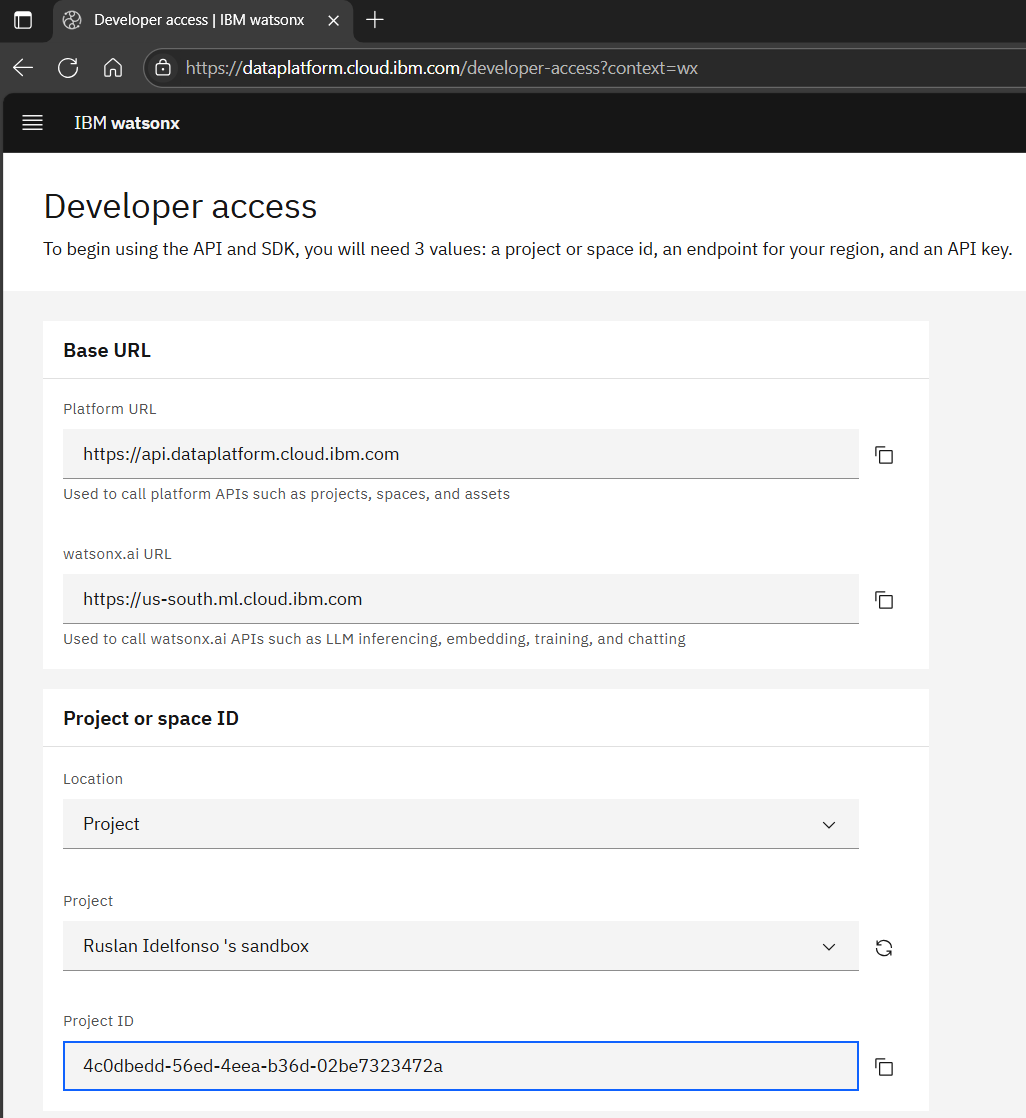 Developer access | IBM watsonx
https://dataplatform.cloud.ibm.com/developer-access?context=wx
IBM watsonx
Developer access
To begin using the API and SDK, you will need 3 values: a project or space id, an endpoint for your region, and an API key.
Base URL
Platform URL
https://api.dataplatform.cloud.ibm.com
Used to call platform APIs such as projects, spaces, and assets
watsonx.ai URL
https://us-south.ml.cloud.ibm.com
Used to call watsonx.ai APIs such as LLM inferencing, embedding, training, and chatting
Project or space ID
Location
Project
Project
Ruslan Idelfonso 's sandbox
Project ID
4c0dbedd-56ed-4eea-b36d-02be7323472a